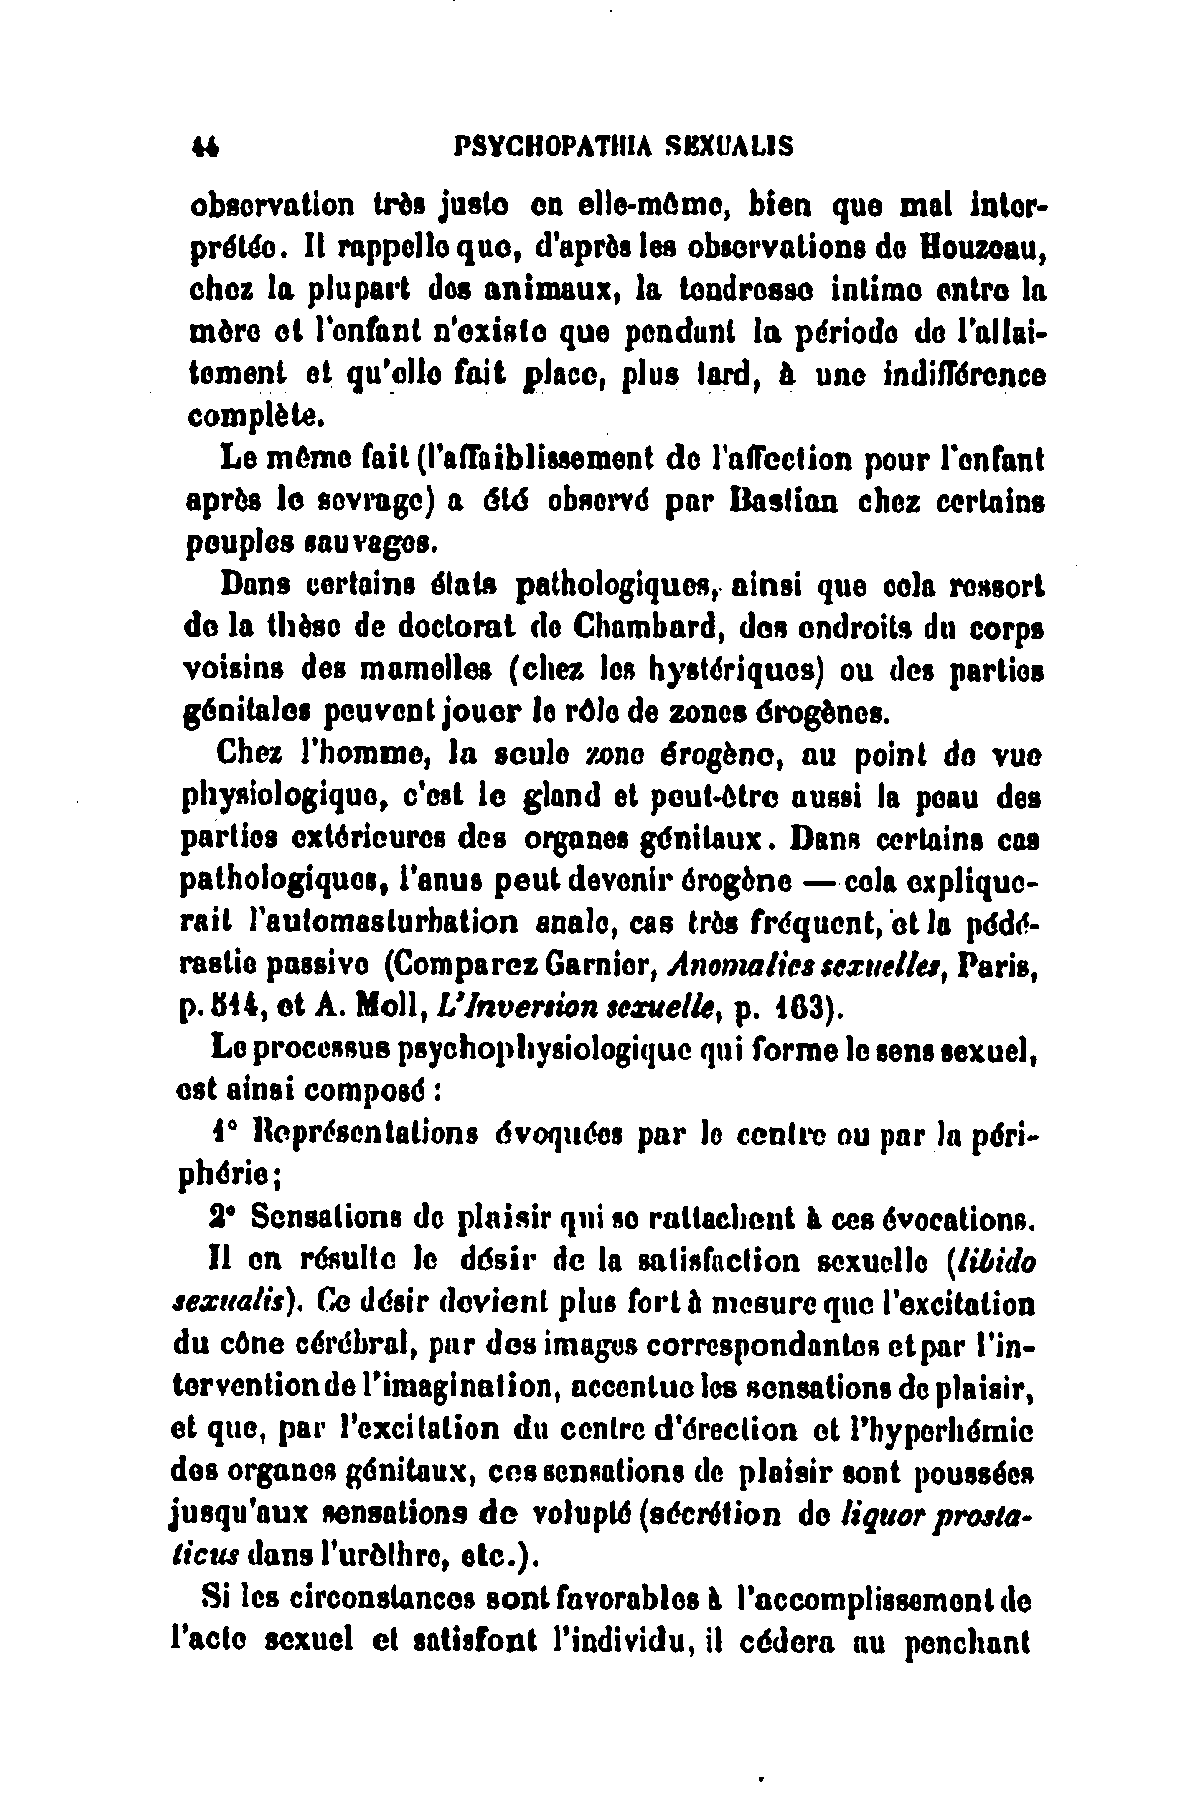 44 PSYCHOPATHIA SEXUALIS
observation très juste en elle-même, bien que mal inter-
prétée. Il rappelle que, d'après les observations de Houzeau,
chez la plupart des animaux, la tendresse intime entre la
mère et l'enfant n'existe que pendant la période de l'allai-
tement et qu'elle fait place, plus tard, à une indifférence
complète.
Le même fait (l'affaiblissement de l'affection pour l'enfant
après le sevrage) a été observé par Bastian chez certains
peuples sauvages.
Dans certains états pathologiques, ainsi que cela ressort
de la thèse de doctorat de Chambard, des endroits du corps
voisins des mamelles (chez les hystériques) ou des parties
génitales peuvent jouer le rôle de zones érogènes.
Chez l'homme, la seule zone érogène, au point de vue
physiologique, c'est le gland et peut-être aussi la peau des
parties extérieures des organes génitaux. Dans certains cas
pathologiques, l'anus peut devenir érogène — cela explique-
rait l'automasturbation anale, cas très fréquent, et la pédé-
rastie passive (Comparez Garnier, Anomalies sexuelles, Paris,
p. 514, et A. Moll, L'Inversion sexuelle, p. 163).
Le processus psychophysiologique qui forme le sens sexuel,
est ainsi composé :
1° Représentations évoquées par le centre ou par la péri-
phérie ;
2° Sensations de plaisir qui se rattachent à ces évocations.
Il en résulte le désir de la satisfaction sexuelle (libido
sexualis). Ce désir devient plus fort à mesure que l'excitation
du cône cérébral, par des images correspondantes et par l'in-
tervention de l'imagination, accentue les sensations de plaisir,
et que, par l'excitation du centre d'érection et l'hyperhémie
des organes génitaux, ces sensations de plaisir sont poussées
jusqu'aux sensations de volupté (sécrétion de liquor prosta-
ticus dans l'urèthre, etc.).
Si les circonstances sont favorables à l'accomplissement de
l'acte sexuel et satisfont l'individu, il cédera au penchant